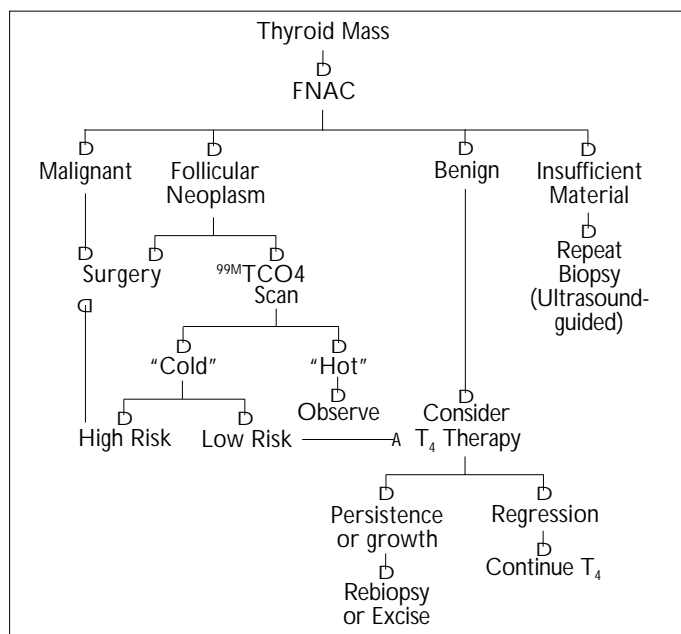 Thyroid Mass
D
FNAC
D D D D
Malignant Follicular Benign Insufficient
Neoplasm Material
D D D D
Surgery 99MTCO4 Repeat
Scan Biopsy
(Ultrasound-
guided)
D
D D
“Cold” “Hot”
D D D D
Observe Consider
High Risk Low Risk A T4 Therapy
D D
Persistence Regression
or growth
D D
Continue T4
Rebiopsy
or Excise